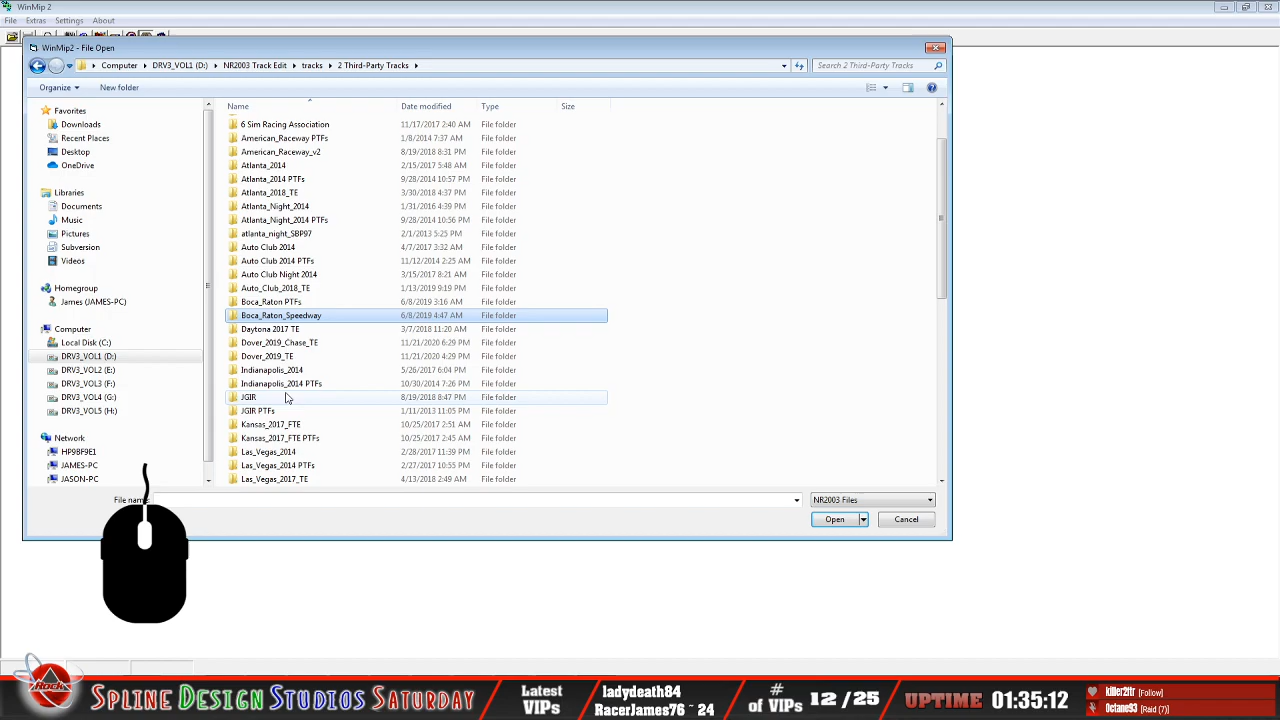 WinMip 2
File Extras Settings About
WinMip2 - File Open
Computer DRV3_VOL1 (D:) NR2003 Track Edit tracks 2 Third-Party Tracks
Search 2 Third-Party Tracks
Organize New folder
Favorites
Downloads
Recent Places
Desktop
OneDrive
Libraries
Documents
Music
Pictures
Subversion
Videos
Homegroup
James (JAMES-PC)
Computer
Local Disk (C:)
DRV3_VOL1 (D:)
DRV3_VOL2 (E:)
DRV3_VOL3 (F:)
DRV3_VOL4 (G:)
DRV3_VOL5 (H:)
Network
HP9BF9E1
JAMES-PC
JASON-PC
Name Date modified Type Size
6 Sim Racing Association 11/17/2017 2:40 AM File folder
American_Raceway PTFs 1/8/2014 7:37 AM File folder
American_Raceway_v2 8/19/2018 8:31 PM File folder
Atlanta_2014 2/15/2017 5:48 AM File folder
Atlanta_2014 PTFs 9/28/2014 10:57 PM File folder
Atlanta_2018_TE 3/30/2018 4:37 PM File folder
Atlanta_Night_2014 1/31/2016 4:39 PM File folder
Atlanta_Night_2014 PTFs 9/28/2014 10:56 PM File folder
atlanta_night_SBP97 2/1/2013 5:25 PM File folder
Auto Club 2014 4/7/2017 3:32 AM File folder
Auto Club 2014 PTFs 11/12/2014 2:25 AM File folder
Auto Club Night 2014 3/15/2017 8:21 AM File folder
Auto_Club_2018_TE 1/13/2019 9:19 PM File folder
Boca_Raton PTFs 6/8/2019 3:16 AM File folder
Boca_Raton_Speedway 6/8/2019 4:47 AM File folder
Daytona 2017 TE 3/7/2018 11:20 AM File folder
Dover_2019_Chase_TE 11/21/2020 6:29 PM File folder
Dover_2019_TE 11/21/2020 4:29 PM File folder
Indianapolis_2014 5/26/2017 6:04 PM File folder
Indianapolis_2014 PTFs 10/30/2014 7:26 PM File folder
JGIR 8/19/2018 8:47 PM File folder
JGIR PTFs 1/11/2013 11:05 PM File folder
Kansas_2017_FTE 10/25/2017 2:51 AM File folder
Kansas_2017_FTE PTFs 10/25/2017 2:45 AM File folder
Las_Vegas_2014 2/28/2017 11:39 PM File folder
Las_Vegas_2014 PTFs 2/27/2017 10:55 PM File folder
Las_Vegas_2017_TE 4/13/2018 2:49 AM File folder
File name:
NR2003 Files
Open Cancel
SPLINE DESIGN STUDIOS SATURDAY
Latest VIPs
ladydeath84
RacerJames76 ~ 24
# of VIPs
12 / 25
UPTIME
01:35:12
killer2ltr [Follow]
Octane93 [Raid (7)]